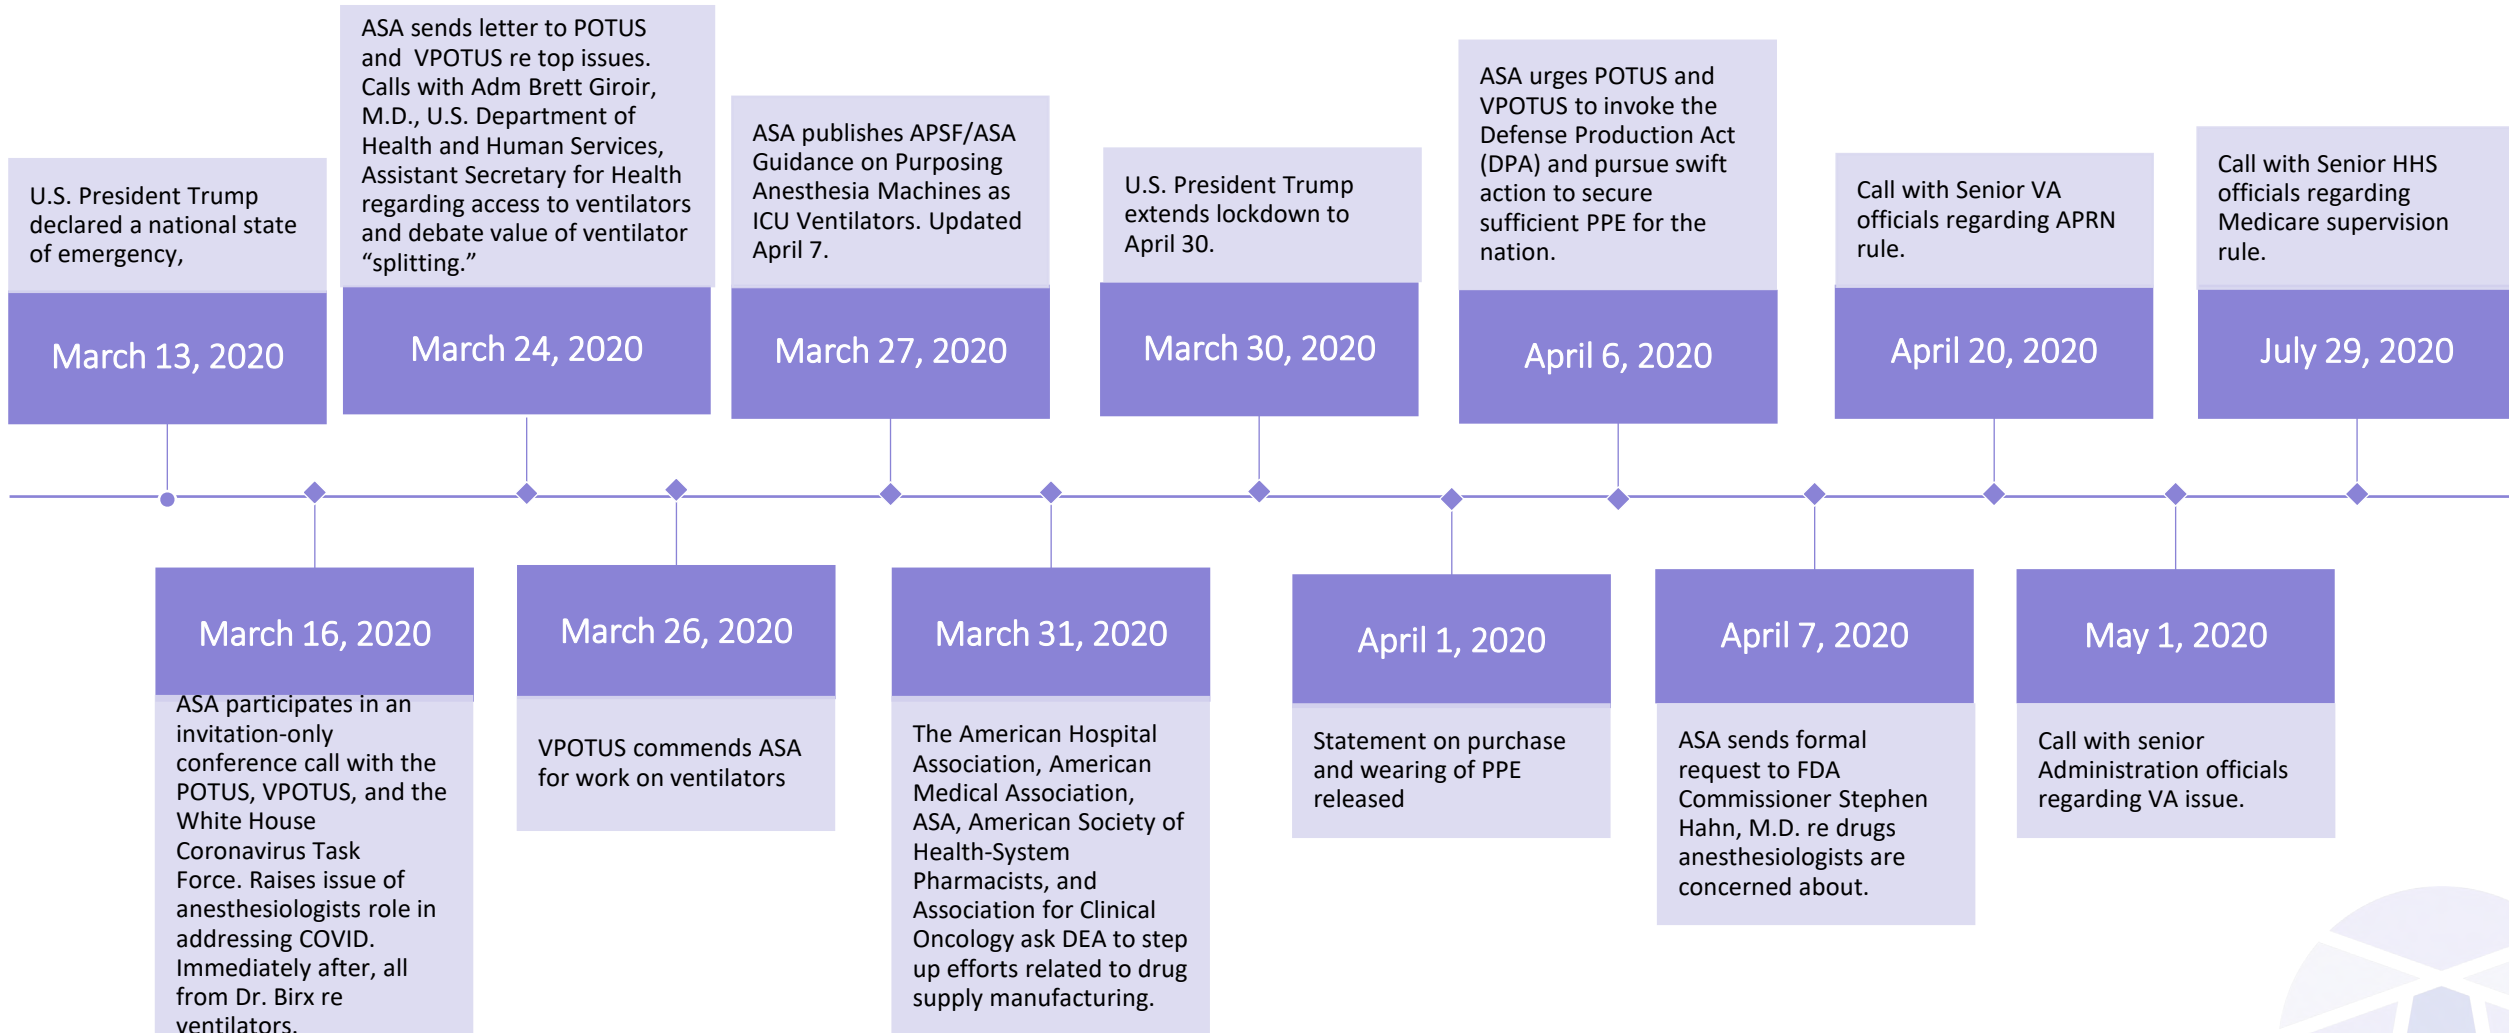 U.S. President Trump
declared a national state
of emergency,
March 13, 2020
ASA participates in an
invitation-only
conference call with the
POTUS, VPOTUS, and the
White House
Coronavirus Task
Force. Raises issue of
anesthesiologists role in
addressing COVID.
Immediately after, all
from Dr. Birx re
ventilators.
March 16, 2020
ASA sends letter to POTUS
and VPOTUS re top issues.
Calls with Adm Brett Giroir,
M.D., U.S. Department of
Health and Human Services,
Assistant Secretary for Health
regarding access to ventilators
and debate value of ventilator
“splitting.”
March 24, 2020
March 26, 2020
VPOTUS commends ASA
for work on ventilators
ASA publishes APSF/ASA
Guidance on Purposing
Anesthesia Machines as
ICU Ventilators. Updated
April 7.
March 27, 2020
U.S. President Trump
extends lockdown to
April 30.
March 30, 2020
March 31, 2020
The American Hospital
Association, American
Medical Association,
ASA, American Society of
Health-System
Pharmacists, and
Association for Clinical
Oncology ask DEA to step
up efforts related to drug
supply manufacturing.
April 1, 2020
Statement on purchase
and wearing of PPE
released
ASA urges POTUS and
VPOTUS to invoke the
Defense Production Act
(DPA) and pursue swift
action to secure
sufficient PPE for the
nation.
April 6, 2020
April 7, 2020
ASA sends formal
request to FDA
Commissioner Stephen
Hahn, M.D. re drugs
anesthesiologists are
concerned about.
Call with Senior VA
officials regarding APRN
rule.
April 20, 2020
May 1, 2020
Call with senior
Administration officials
regarding VA issue.
Call with Senior HHS
officials regarding
Medicare supervision
rule.
July 29, 2020